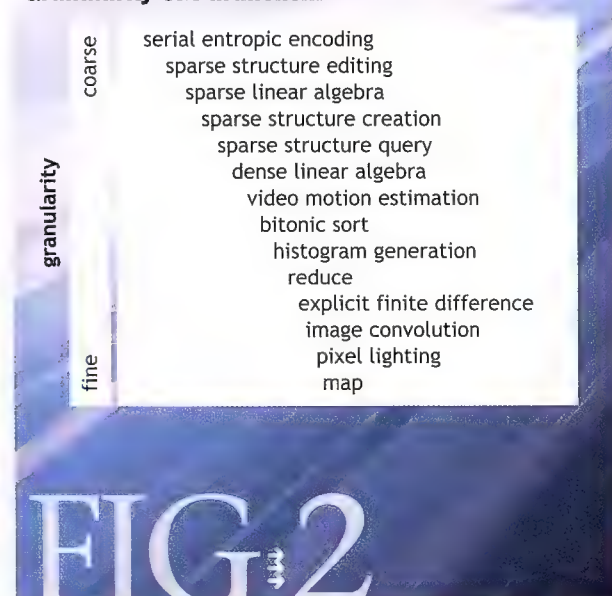 coarse
granularity
fine
serial entropic encoding
sparse structure editing
sparse linear algebra
sparse structure creation
sparse structure query
dense linear algebra
video motion estimation
bitonic sort
histogram generation
reduce
explicit finite difference
image convolution
pixel lighting
map
FIG 2